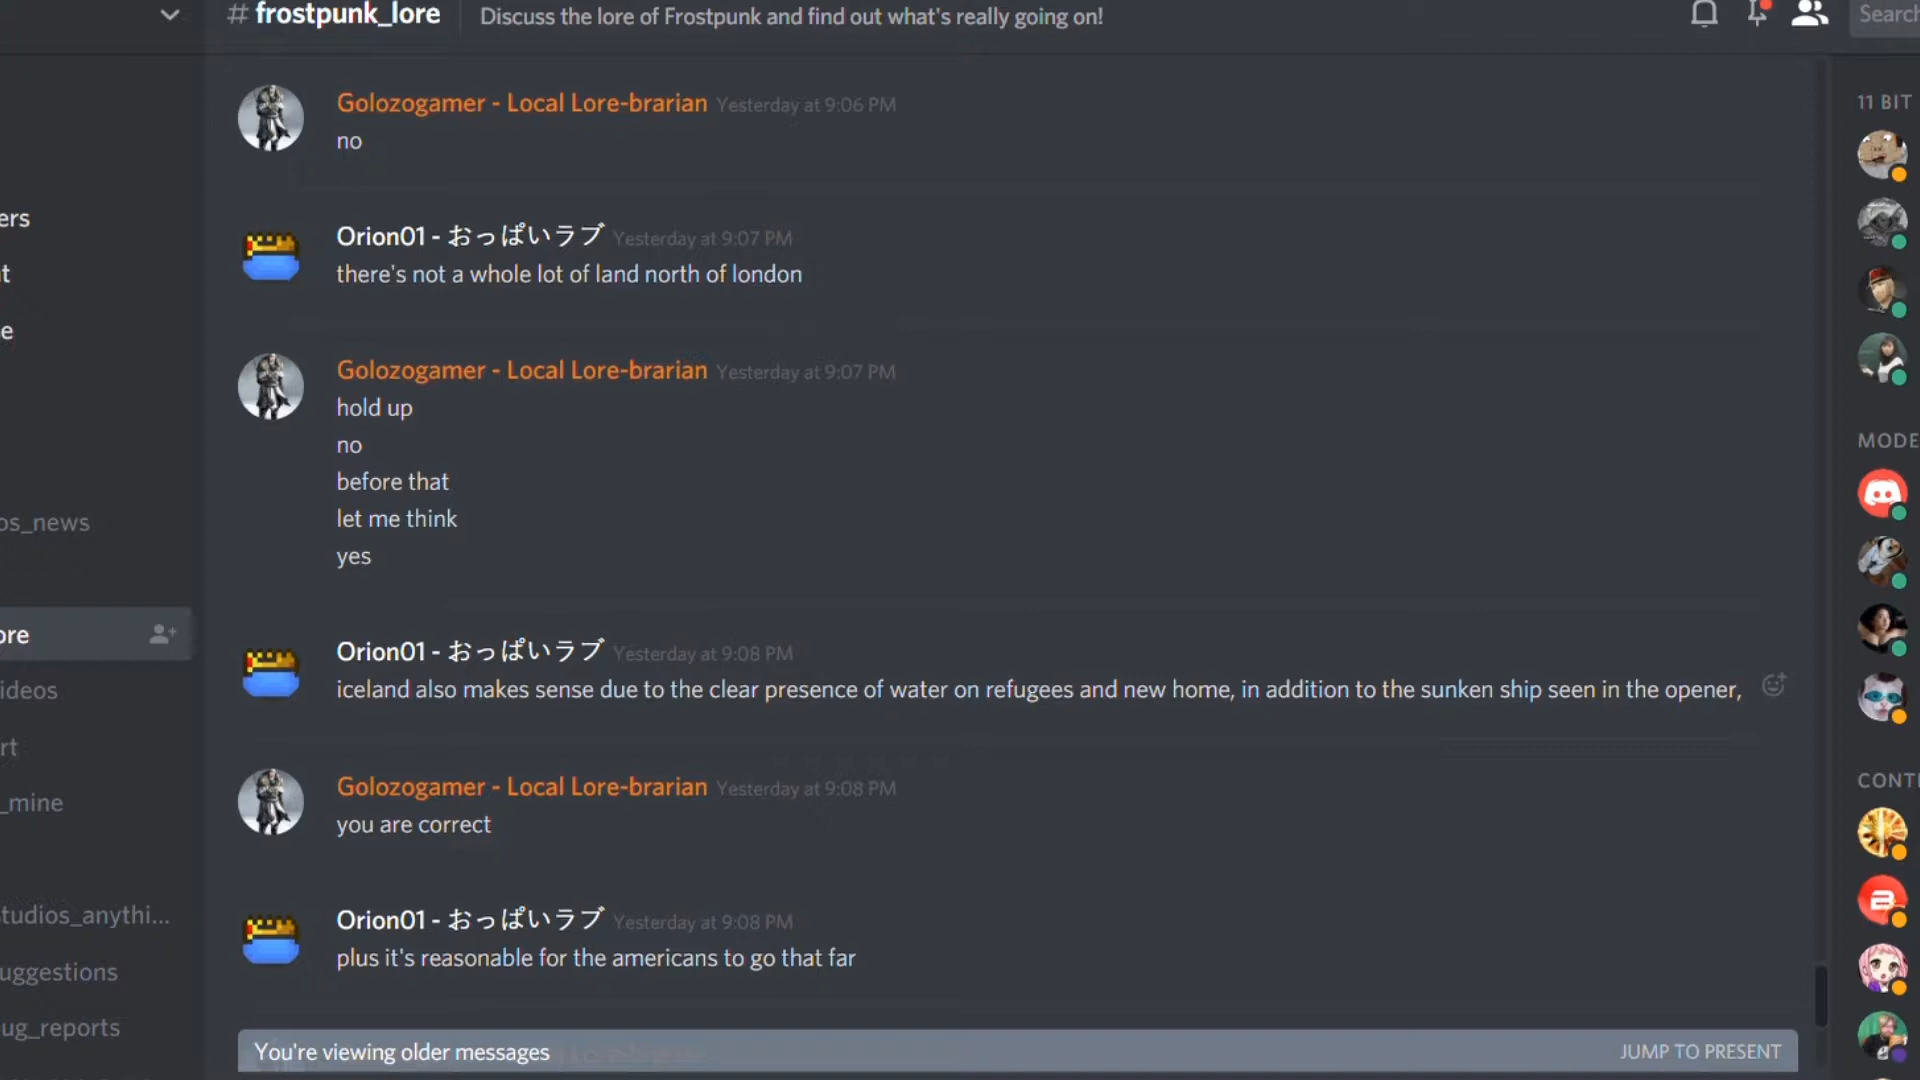 # frostpunk_lore Discuss the lore of Frostpunk and find out what's really going on! Search
11 BIT
Golozogamer - Local Lore-brarian Yesterday at 9:06 PM
no
ers
Orion01 - おっぱいラブ Yesterday at 9:07 PM
t
there's not a whole lot of land north of london
e
Golozogamer - Local Lore-brarian Yesterday at 9:07 PM
hold up
no
MODE
before that
let me think
os_news
yes
ore
Orion01 - おっぱいラブ Yesterday at 9:08 PM
ideos
iceland also makes sense due to the clear presence of water on refugees and new home, in addition to the sunken ship seen in the opener,
rt
Golozogamer - Local Lore-brarian Yesterday at 9:08 PM
CONT
_mine
you are correct
tudios_anythi...
Orion01 - おっぱいラブ Yesterday at 9:08 PM
plus it's reasonable for the americans to go that far
uggestions
ug_reports
You're viewing older messages JUMP TO PRESENT